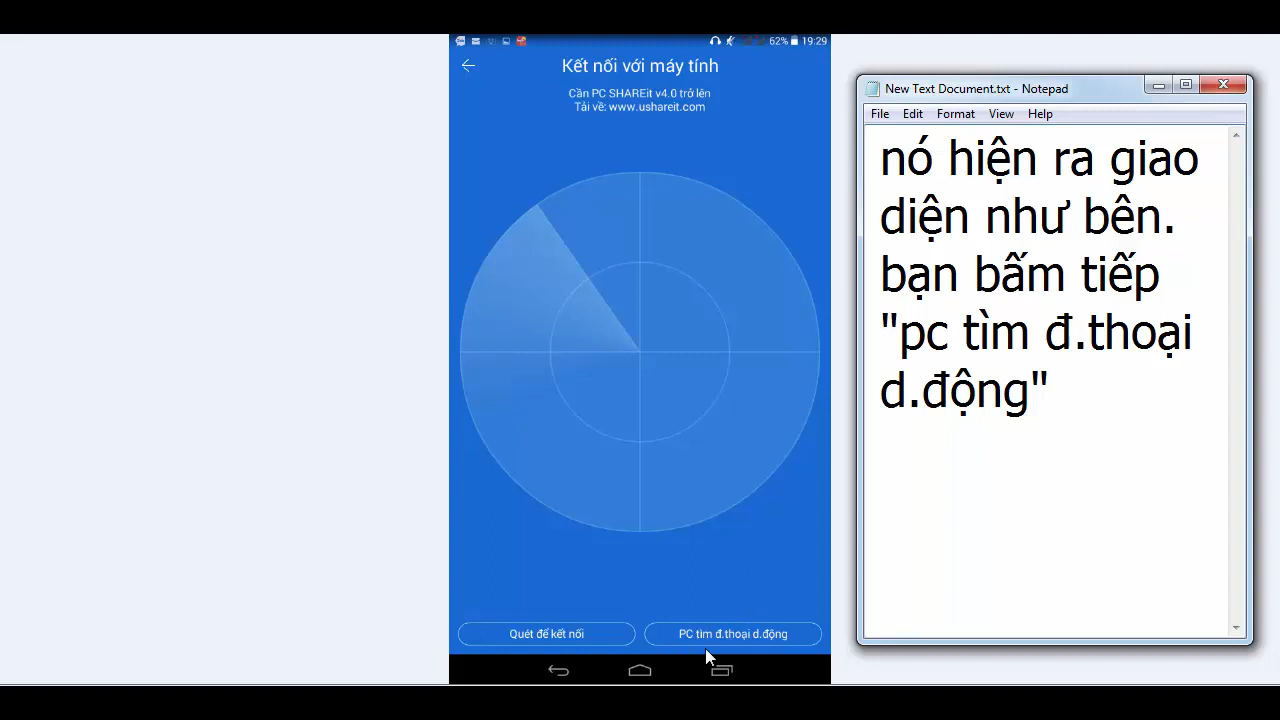 62% 19:29
Kết nối với máy tính
Cần PC SHAREit v4.0 trở lên
Tải về: www.ushareit.com
Quét để kết nối
PC tìm đ.thoại d.động
New Text Document.txt - Notepad
File Edit Format View Help
nó hiện ra giao
diện như bên.
bạn bấm tiếp
"pc tìm đ.thoại
d.động"